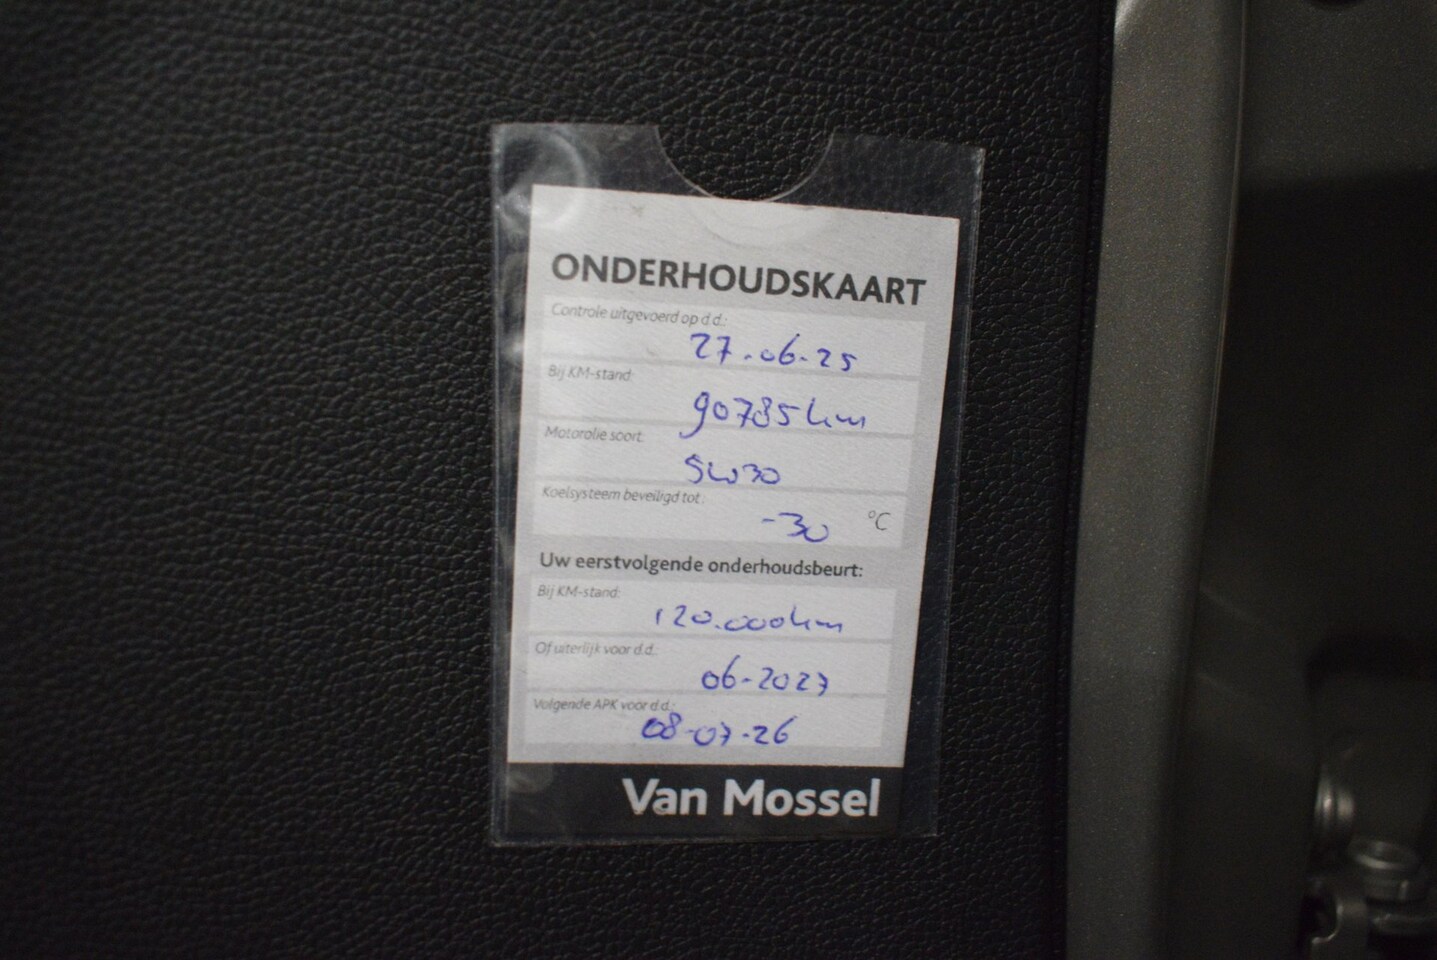 ONDERHOUDSKAART
Controle uitgevoerd op d.d.:
27.06.25
Bij KM-stand:
90785km
Motorolie soort:
5W30
Koelsysteem beveiligd tot:
-30 °C
Uw eerstvolgende onderhoudsbeurt:
Bij KM-stand:
120.000km
Of uiterlijk voor d.d.:
06-2027
Volgende APK voor d.d.:
08-07-26
Van Mossel